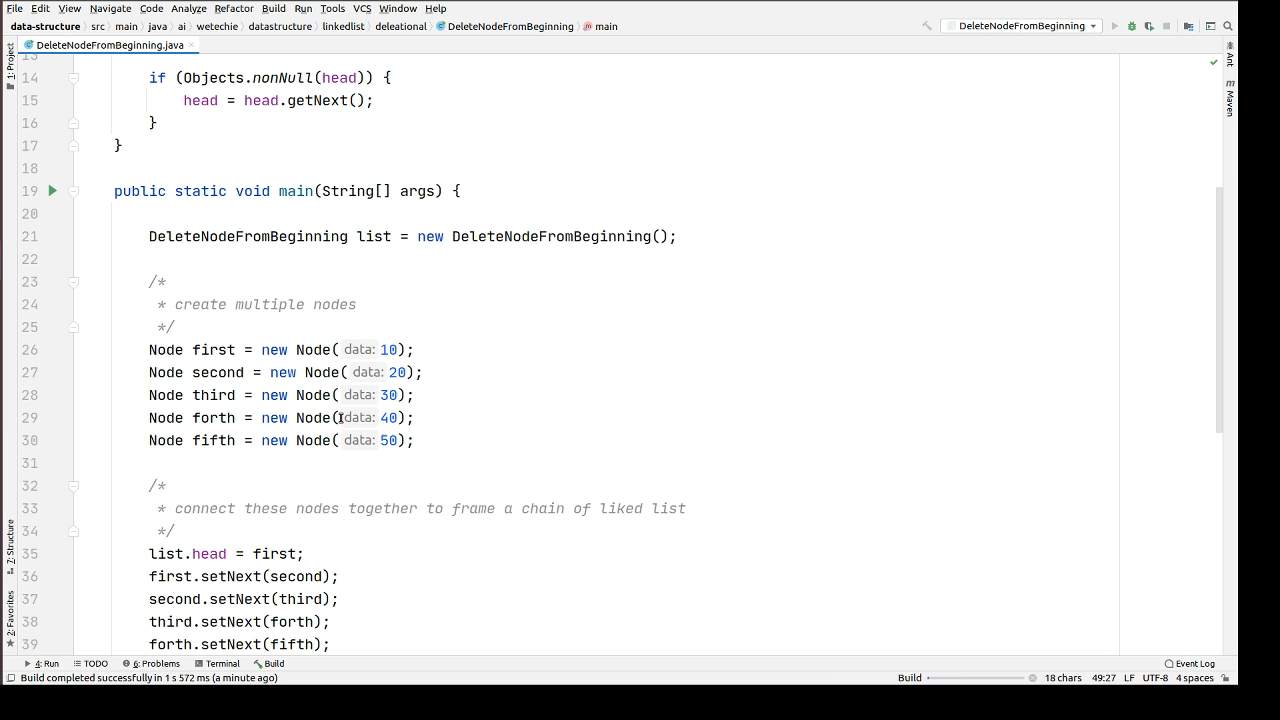 File Edit View Navigate Code Analyze Refactor Build Run Tools VCS Window Help
data-structure src main java ai wetechie datastructure linkedlist deleational DeleteNodeFromBeginning main DeleteNodeFromBeginning
DeleteNodeFromBeginning.java
1: Project
Ant
Maven
13
14 if (Objects.nonNull(head)) {
15 head = head.getNext();
16 }
17 }
18
19 public static void main(String[] args) {
20
21 DeleteNodeFromBeginning list = new DeleteNodeFromBeginning();
22
23 /*
24 * create multiple nodes
25 */
26 Node first = new Node( data: 10);
27 Node second = new Node( data: 20);
28 Node third = new Node( data: 30);
29 Node forth = new Node( data: 40);
30 Node fifth = new Node( data: 50);
31
32 /*
33 * connect these nodes together to frame a chain of liked list
34 */
35 list.head = first;
36 first.setNext(second);
37 second.setNext(third);
38 third.setNext(forth);
39 forth.setNext(fifth);
7: Structure
2: Favorites
4: Run TODO 6: Problems Terminal Build Event Log
Build completed successfully in 1 s 572 ms (a minute ago) Build 18 chars 49:27 LF UTF-8 4 spaces